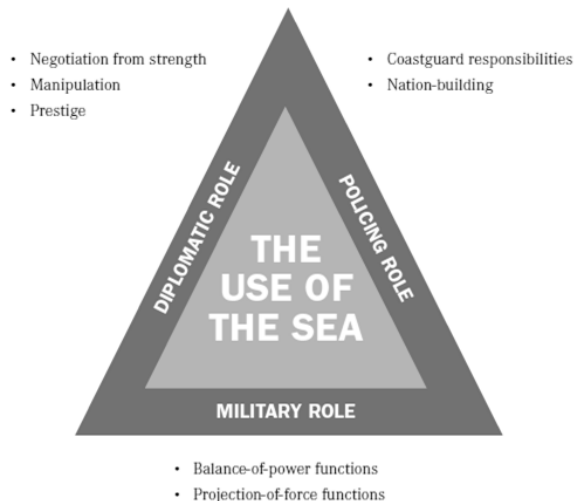 • Negotiation from strength
• Manipulation
• Prestige
• Coastguard responsibilities
• Nation-building
DIPLOMATIC ROLE
POLICING ROLE
THE
USE OF
THE SEA
MILITARY ROLE
• Balance-of-power functions
• Projection-of-force functions